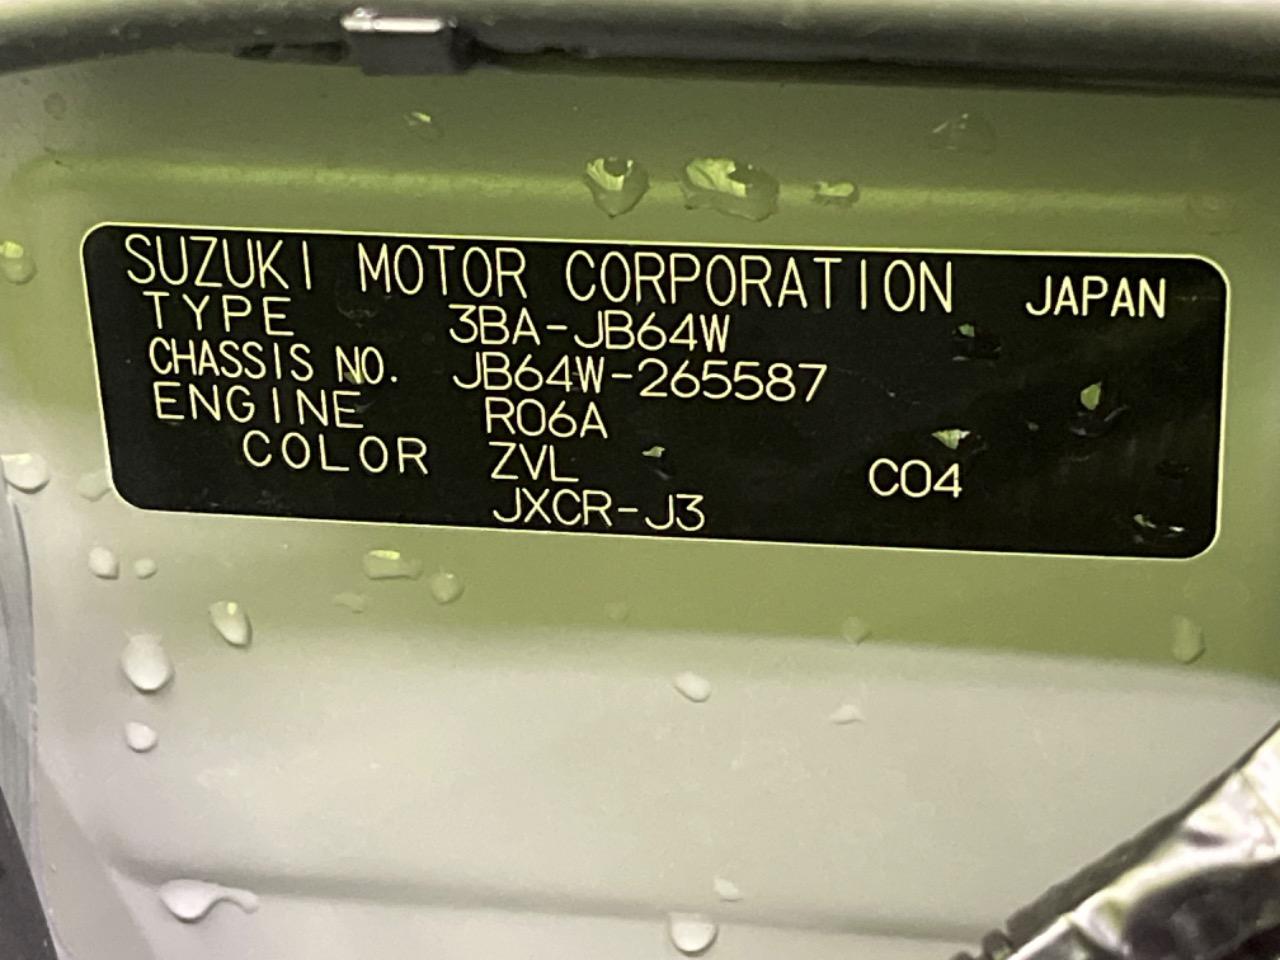 SUZUKI MOTOR CORPORATION JAPAN
TYPE 3BA-JB64W
CHASSIS NO. JB64W-265587
ENGINE R06A
COLOR ZVL C04
JXCR-J3